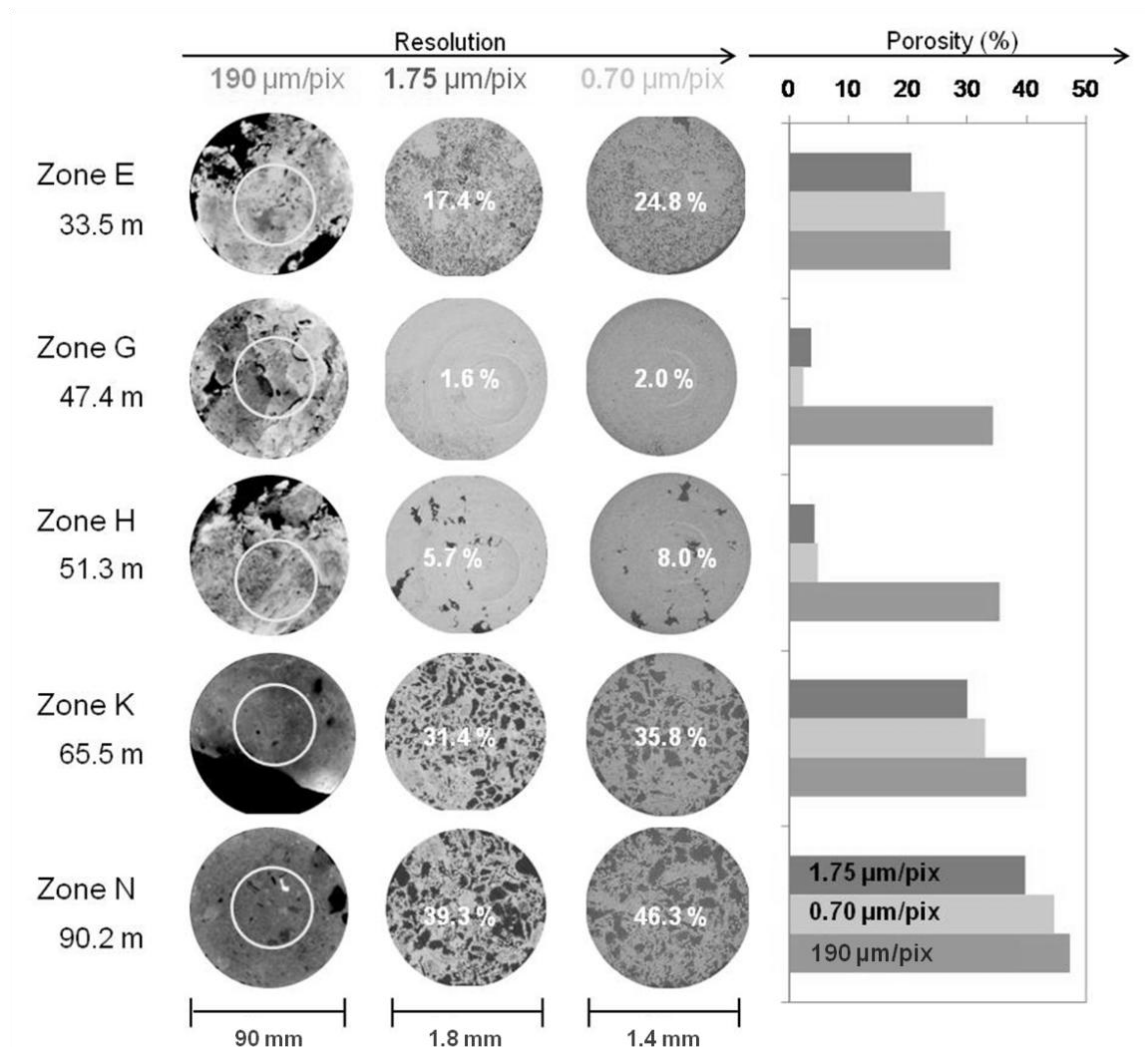 Resolution
Porosity (%)
190 µm/pix 1.75 µm/pix 0.70 µm/pix
0 10 20 30 40 50
Zone E
33.5 m
17.4 %
24.8 %
Zone G
47.4 m
1.6 %
2.0 %
Zone H
51.3 m
5.7 %
8.0 %
Zone K
65.5 m
31.4 %
35.8 %
Zone N
90.2 m
39.3 %
46.3 %
1.75 µm/pix
0.70 µm/pix
190 µm/pix
90 mm
1.8 mm
1.4 mm